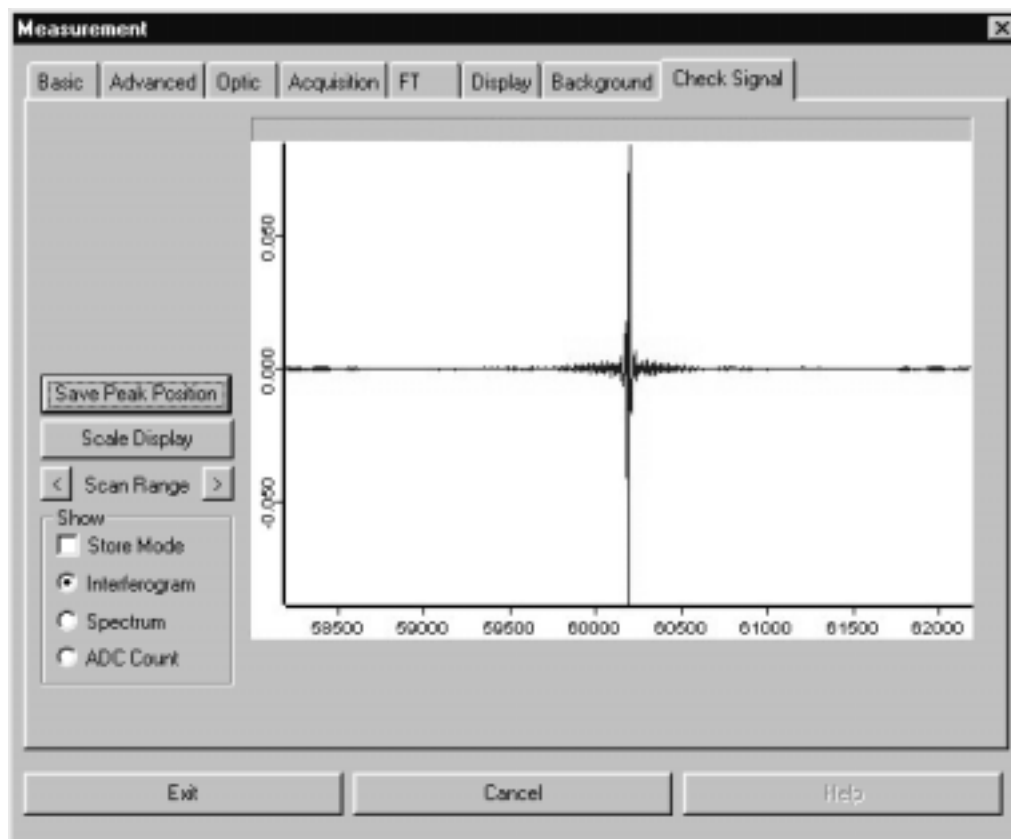 Measurement
Basic Advanced Optic Acquisition FT Display Background Check Signal
0.050
0.000
-0.050
58500 59000 59500 60000 60500 61000 61500 62000
Save Peak Position
Scale Display
< Scan Range >
Show
Store Mode
Interferogram
Spectrum
ADC Count
Exit Cancel Help